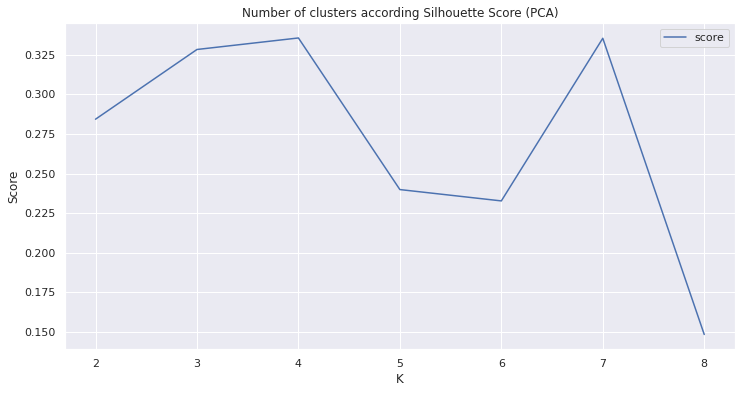 Number of clusters according Silhouette Score (PCA)
score
0.325
0.300
0.275
0.250
0.225
0.200
0.175
0.150
Score
2 3 4 5 6 7 8
K